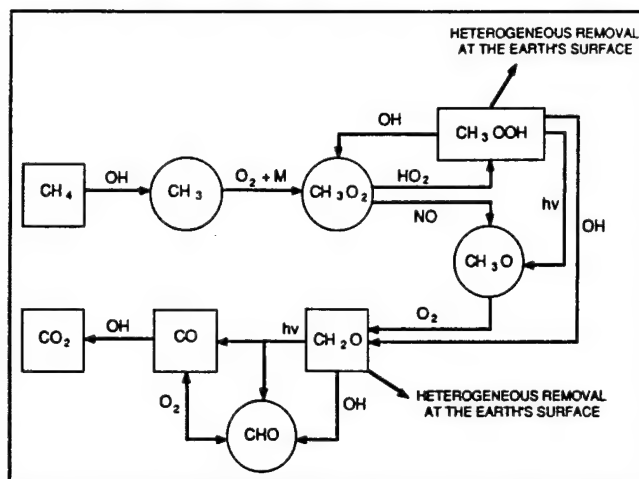 HETEROGENEOUS REMOVAL
AT THE EARTH'S SURFACE
OH
CH₃OOH
CH₄
OH
CH₃
O₂ + M
CH₃O₂
HO₂
NO
hν
OH
CH₃O
O₂
CO₂
OH
CO
hν
CH₂O
O₂
CHO
OH
HETEROGENEOUS REMOVAL
AT THE EARTH'S SURFACE